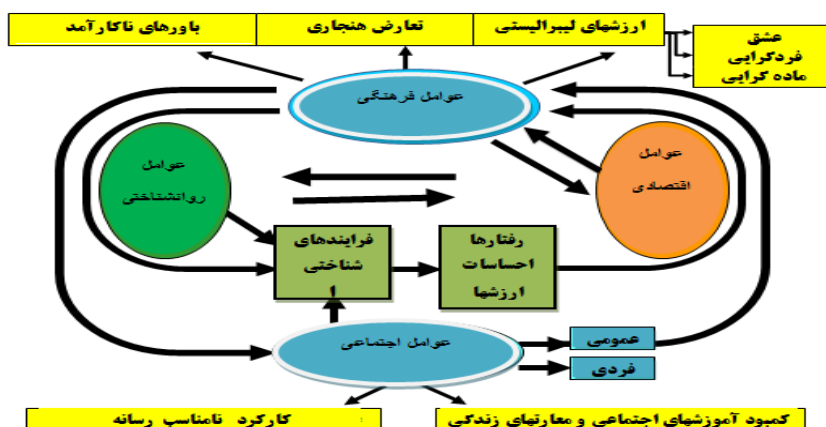 ارزشهای لیبرالیستی
تعارض هنجاری
باورهای ناکارآمد
عشق
فردگرایی
ماده گرایی
عوامل فرهنگی
عوامل
اقتصادی
عوامل
روانشناختی
رفتارها
احساسات
ارزشها
فرایندهای
شناختی
ا
عوامل اجتماعی
عمومی
فردی
کمبود آموزشهای اجتماعی و معارتهای زندگی
کارکرد نامناسب رسانه